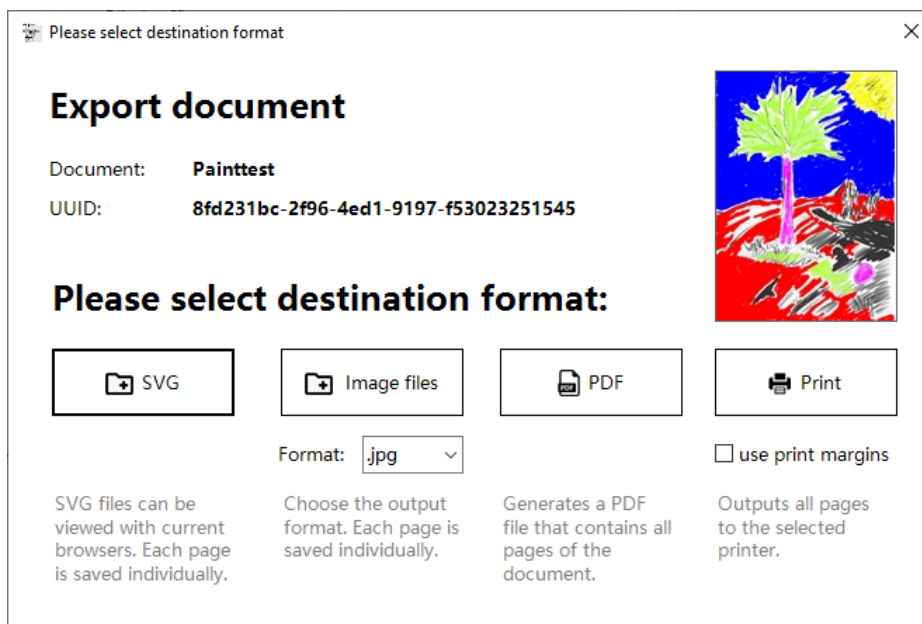 Please select destination format
Export document
Document: Painttest
UUID: 8fd231bc-2f96-4ed1-9197-f53023251545
Please select destination format:
SVG
Image files
PDF
Print
Format: .jpg
use print margins
SVG files can be
viewed with current
browsers. Each page
is saved individually.
Choose the output
format. Each page is
saved individually.
Generates a PDF
file that contains all
pages of the
document.
Outputs all pages
to the selected
printer.